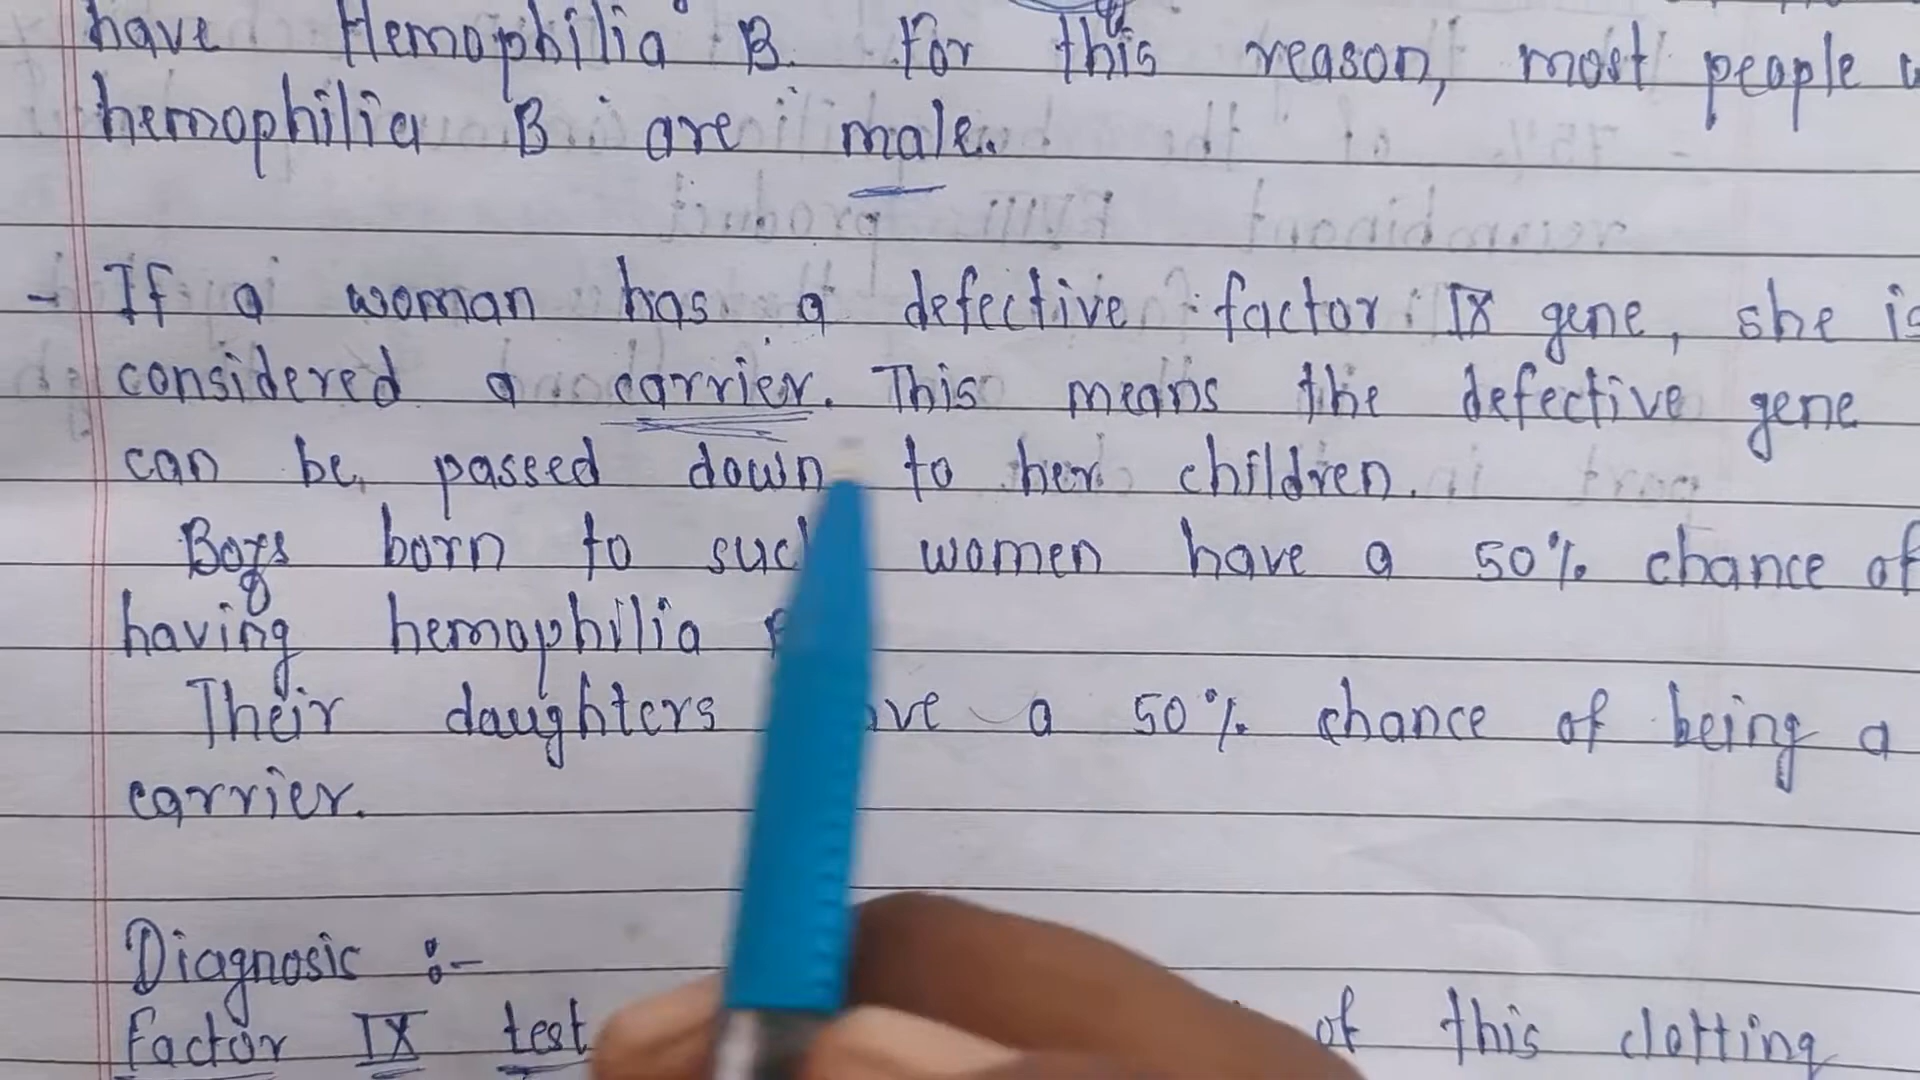 have Hemophilia B. For this reason, most people
hemophilia B are male.
- If a woman has a defective factor IX gene, she is
considered a carrier. This means the defective gene
can be passed down to her children.
Boys born to such women have a 50% chance of
having hemophilia
Their daughters have a 50% chance of being a
carrier.
Diagnosis :-
Factor IX test of this clotting